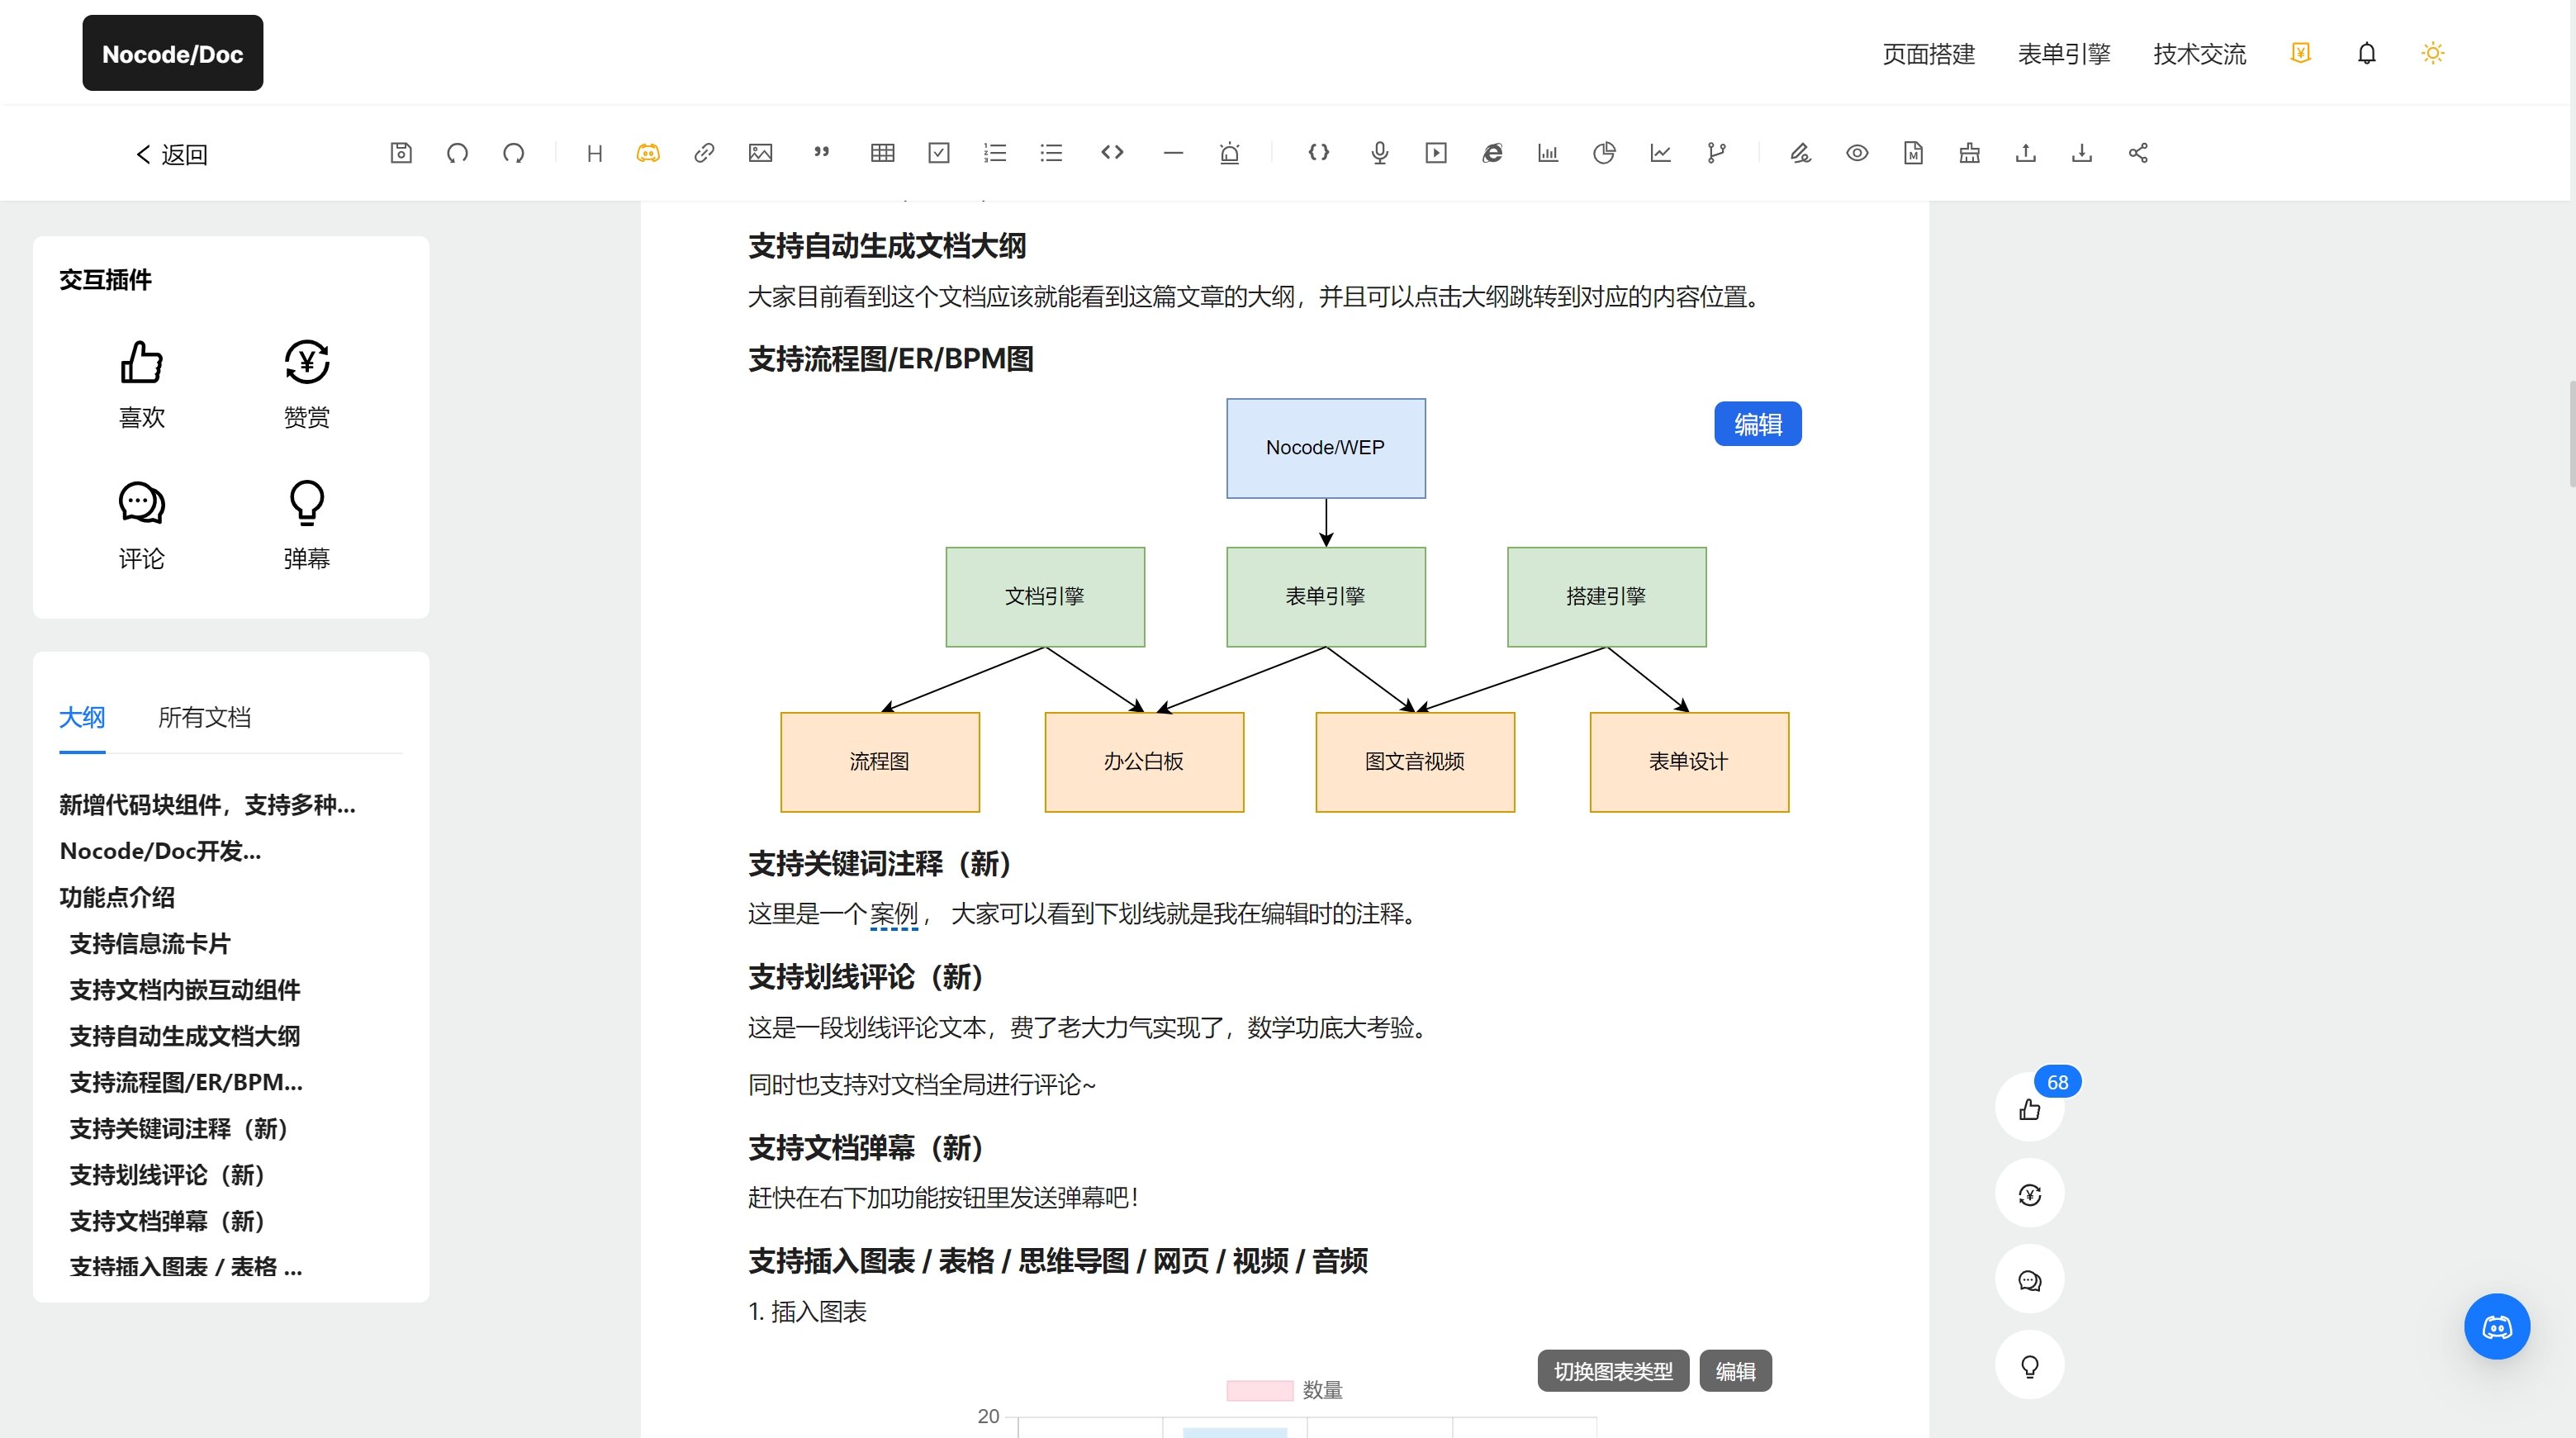 Nocode/Doc
页面搭建 表单引擎 技术交流
返回
交互插件
喜欢 赞赏
评论 弹幕
大纲 所有文档
新增代码块组件，支持多种...
Nocode/Doc开发...
功能点介绍
支持信息流卡片
支持文档内嵌互动组件
支持自动生成文档大纲
支持流程图/ER/BPM...
支持关键词注释（新）
支持划线评论（新）
支持文档弹幕（新）
支持插入图表 / 表格 ...
支持自动生成文档大纲
大家目前看到这个文档应该就能看到这篇文章的大纲，并且可以点击大纲跳转到对应的内容位置。
支持流程图/ER/BPM图
编辑
Nocode/WEP
文档引擎 表单引擎 搭建引擎
流程图 办公白板 图文音视频 表单设计
支持关键词注释（新）
这里是一个案例， 大家可以看到下划线就是我在编辑时的注释。
支持划线评论（新）
这是一段划线评论文本，费了老大力气实现了，数学功底大考验。
同时也支持对文档全局进行评论~
支持文档弹幕（新）
赶快在右下加功能按钮里发送弹幕吧！
支持插入图表 / 表格 / 思维导图 / 网页 / 视频 / 音频
1. 插入图表
切换图表类型 编辑
数量
20
68